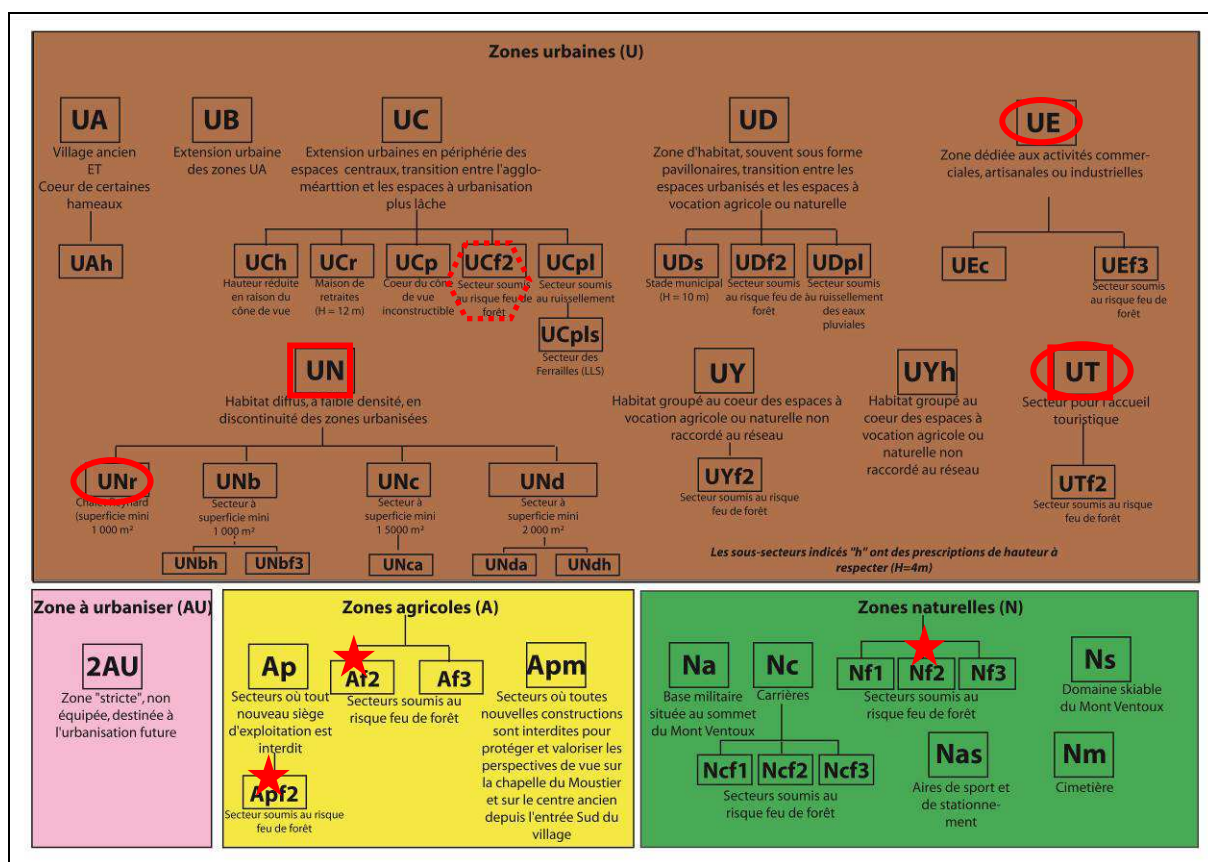 Zones urbaines (U)
UA
Village ancien
ET
Coeur de certaines
hameaux
UAh
UB
Extension urbaine
des zones UA
UC
Extension urbaines en périphérie des
espaces centraux, transition entre l'agglo-
méarttion et les espaces à urbanisation
plus lâche
UCh
Hauteur réduite
en raison du
cône de vue
UCr
Maison de
retraites
(H = 12 m)
UCp
Coeur du cône
de vue
inconstructible
UCf2
Secteur soumis
au risque feu de
forêt
UCpl
Secteur soumis
au ruissellement
UCpls
Secteur des
Ferrailles (LLS)
UD
Zone d'habitat, souvent sous forme
pavillonaires, transition entre les
espaces urbanisés et les espaces à
vocation agricole ou naturelle
UDs
Stade municipal
(H = 10 m)
UDf2
Secteur soumis
au risque feu de
forêt
UDpl
Secteur soumis
au ruissellement
des eaux
pluviales
UE
Zone dédiée aux activités commer-
ciales, artisanales ou industrielles
UEc
UEf3
Secteur soumis
au risque feu de
forêt
UN
Habitat diffus, à faible densité, en
discontinuité des zones urbanisées
UNr
(superficie mini
1 000 m²
UNb
Secteur à
superficie mini
1 000 m²
UNbh
UNbf3
UNc
Secteur à
superficie mini
1 5000 m²
UNca
UNd
Secteur à
superficie mini
2 000 m²
UNda
UNdh
UY
Habitat groupé au coeur des espaces à
vocation agricole ou naturelle non
raccordé au réseau
UYf2
Secteur soumis au risque
feu de forêt
UYh
Habitat groupé au
coeur des espaces à
vocation agricole ou
naturelle non
raccordé au réseau
UT
Secteur pour l'accueil
touristique
UTf2
Secteur soumis au risque
feu de forêt
Les sous-secteurs indicés "h" ont des prescriptions de hauteur à
respecter (H=4m)
Zone à urbaniser (AU)
2AU
Zone "stricte", non
équipée, destinée à
l'urbanisation future
Zones agricoles (A)
Ap
Secteurs où tout
nouveau siège
d'exploitation est
interdit
Apf2
Secteur soumis au risque
feu de forêt
Af2
Af3
Secteurs soumis au
risque feu de forêt
Apm
Secteurs où toutes
nouvelles constructions
sont interdites pour
protéger et valoriser les
perspectives de vue sur
la chapelle du Moustier
et sur le centre ancien
depuis l'entrée Sud du
village
Zones naturelles (N)
Na
Base militaire
située au sommet
du Mont Ventoux
Nc
Carrières
Ncf1
Ncf2
Ncf3
Secteurs soumis au
risque feu de forêt
Nf1
Nf2
Nf3
Secteurs soumis au
risque feu de forêt
Ns
Domaine skiable
du Mont Ventoux
Nas
Aires de sport et
de stationne-
ment
Nm
Cimetière